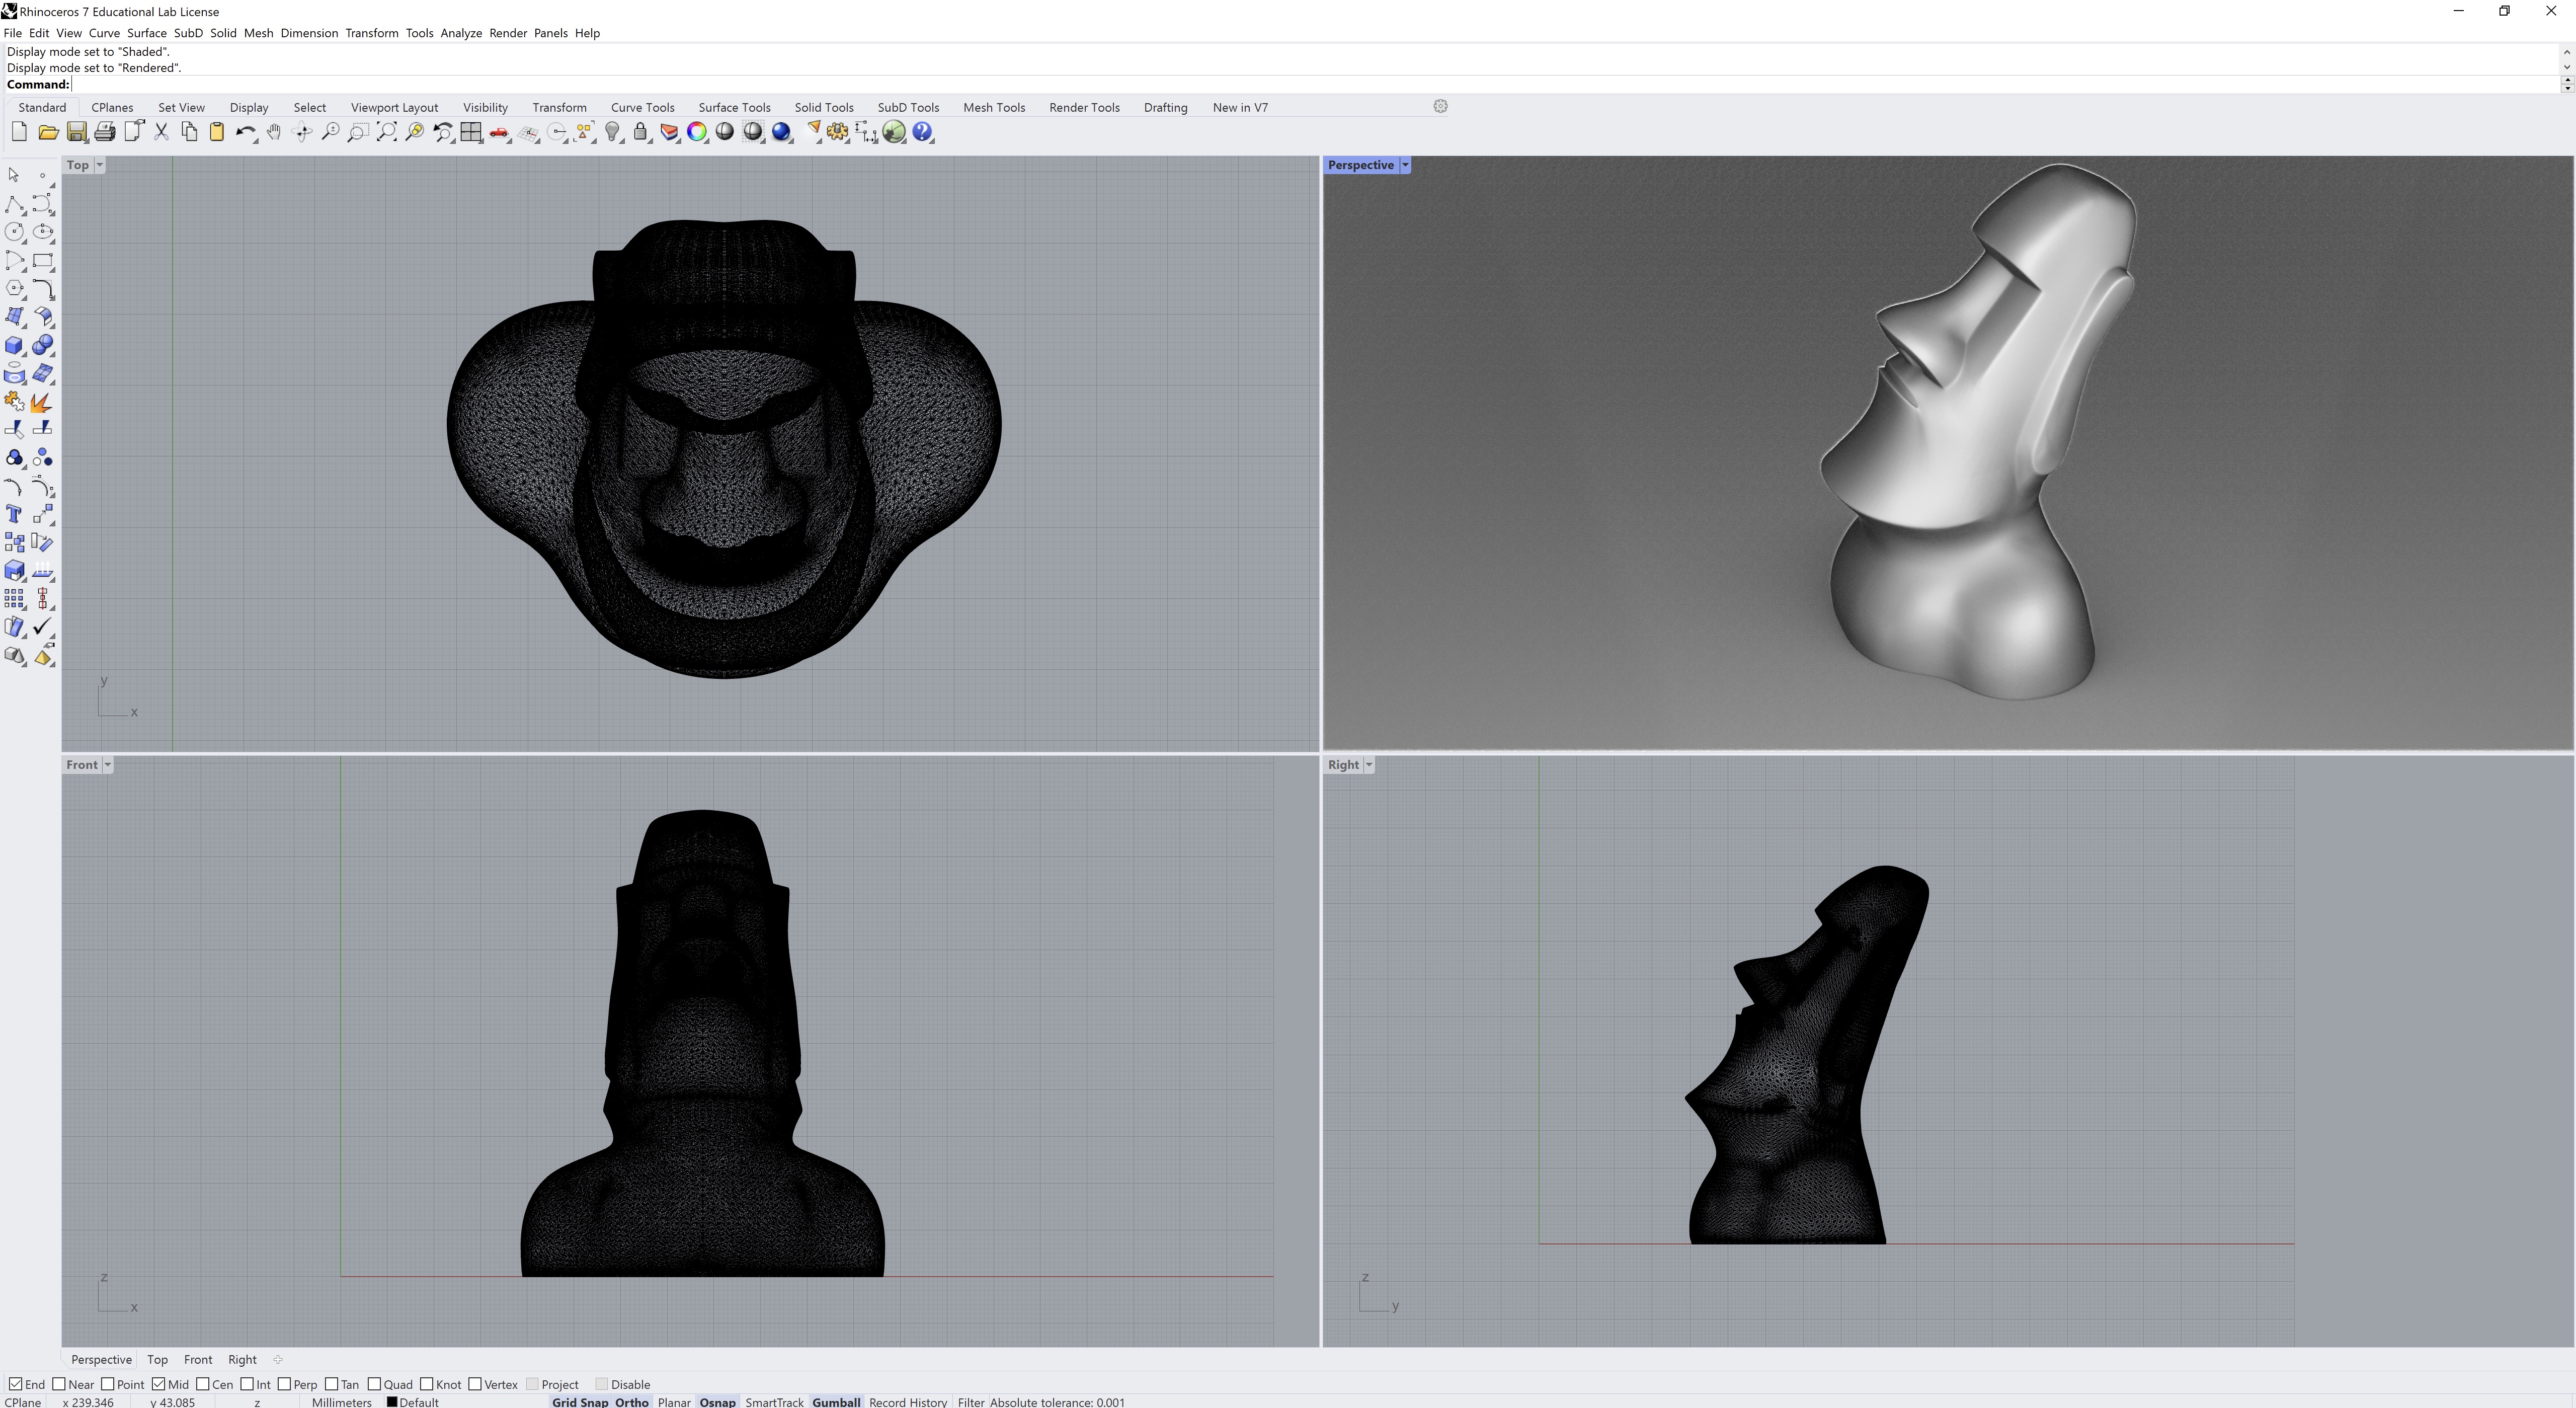 Rhinoceros 7 Educational Lab License
File Edit View Curve Surface SubD Solid Mesh Dimension Transform Tools Analyze Render Panels Help
Display mode set to "Shaded".
Display mode set to "Rendered".
Command:
Standard CPlanes Set View Display Select Viewport Layout Visibility Transform Curve Tools Surface Tools Solid Tools SubD Tools Mesh Tools Render Tools Drafting New in V7
Top
Perspective
y
x
Front
Right
z
x
z
y
Perspective Top Front Right
End Near Point Mid Cen Int Perp Tan Quad Knot Vertex Project Disable
CPlane x 239.346 y 43.085 z Millimeters Default Grid Snap Ortho Planar Osnap SmartTrack Gumball Record History Filter Absolute tolerance: 0.001